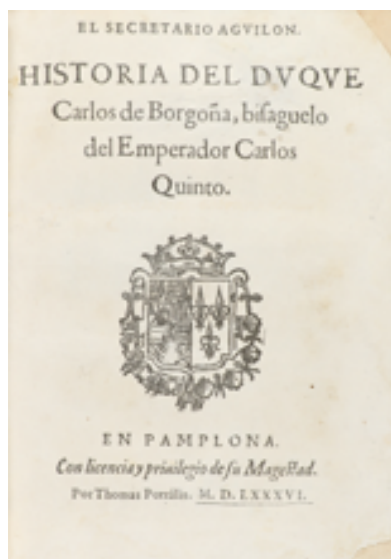 EL SECRETARIO AGVILON.
HISTORIA DEL DVQVE
Carlos de Borgoña, bisaguelo
del Emperador Carlos
Quinto.
EN PAMPLONA.
Con licencia y priuilegio de su Magestad.
Por Thomas Porràlis. M. D. LXXXVI.